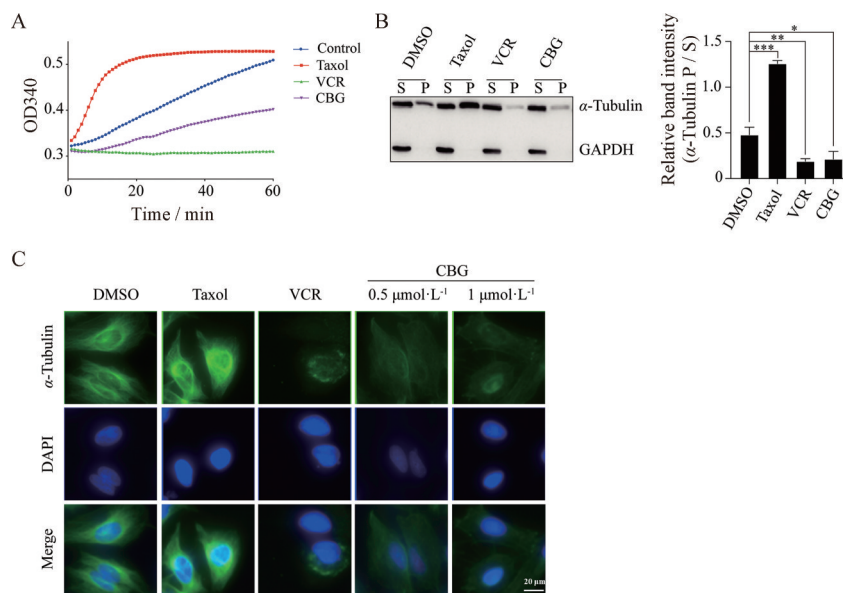 A
0.5
0.4
0.3
OD340
0
20
40
60
Time / min
Control
Taxol
VCR
CBG
B
DMSO
Taxol
VCR
CBG
S P S P S P S P
α-Tubulin
GAPDH
Relative band intensity
(α-Tubulin P / S)
1.5
1.0
0.5
0
*
**
***
DMSO
Taxol
VCR
CBG
C
CBG
DMSO Taxol VCR 0.5 μmol·L⁻¹ 1 μmol·L⁻¹
α-Tubulin
DAPI
Merge
20 μm